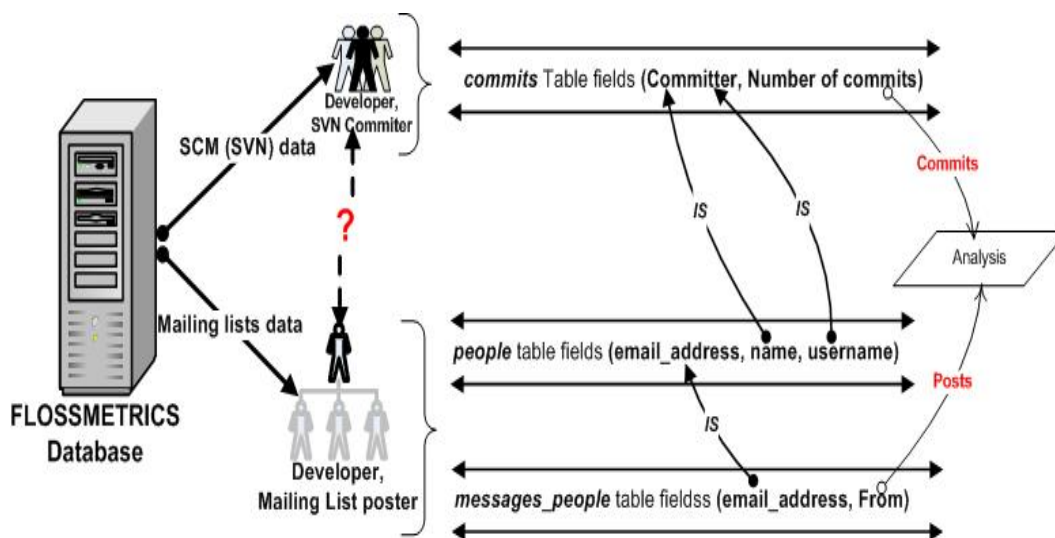 Developer,
SVN Commiter
commits Table fields (Committer, Number of commits)
SCM (SVN) data
Commits
?
IS
IS
Analysis
Mailing lists data
people table fields (email_address, name, username)
Posts
FLOSSMETRICS
Database
IS
Developer,
Mailing List poster
messages_people table fieldss (email_address, From)